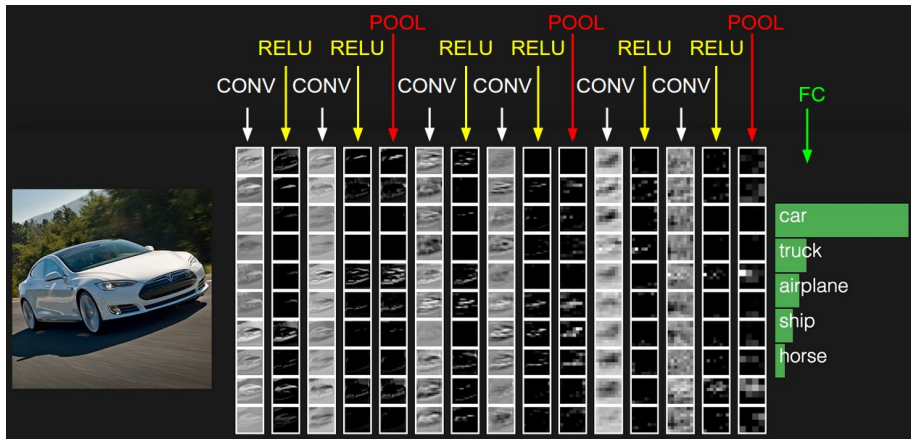 POOL POOL POOL
RELU RELU RELU RELU RELU RELU
CONV CONV CONV CONV CONV CONV
FC
car
truck
airplane
ship
horse